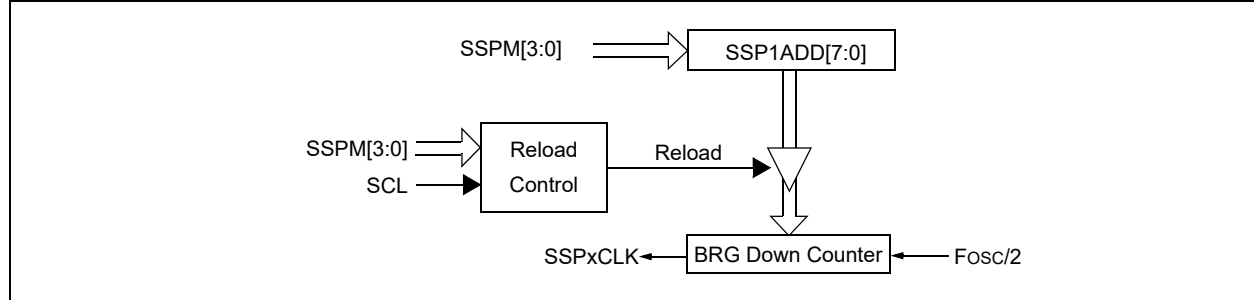 SSPM[3:0]
SSP1ADD[7:0]
SSPM[3:0]
SCL
Reload
Control
Reload
SSPxCLK
BRG Down Counter
FOSC/2